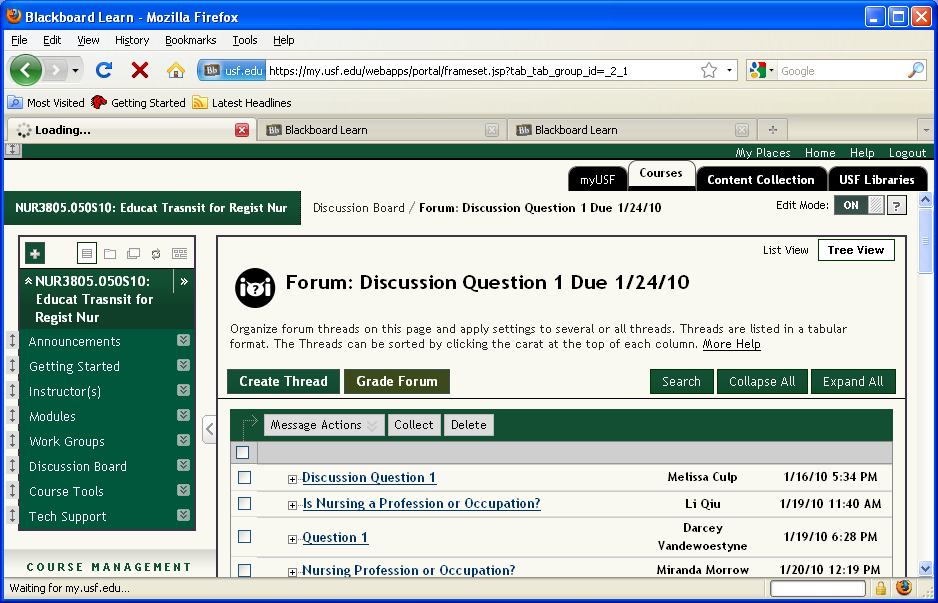 Blackboard Learn - Mozilla Firefox
File Edit View History Bookmarks Tools Help
Bb usf.edu https://my.usf.edu/webapps/portal/frameset.jsp?tab_tab_group_id=_2_1 Google
Most Visited Getting Started Latest Headlines
Loading... Bb Blackboard Learn Bb Blackboard Learn
My Places Home Help Logout
myUSF Courses Content Collection USF Libraries
NUR3805.050S10: Educat Trasnsit for Regist Nur Discussion Board / Forum: Discussion Question 1 Due 1/24/10 Edit Mode: ON ?
List View Tree View
NUR3805.050S10:
Educat Trasnsit for
Regist Nur
Announcements
Getting Started
Instructor(s)
Modules
Work Groups
Discussion Board
Course Tools
Tech Support
COURSE MANAGEMENT
Forum: Discussion Question 1 Due 1/24/10
Organize forum threads on this page and apply settings to several or all threads. Threads are listed in a tabular
format. The Threads can be sorted by clicking the carat at the top of each column. More Help
Create Thread Grade Forum Search Collapse All Expand All
Message Actions Collect Delete
Discussion Question 1 Melissa Culp 1/16/10 5:34 PM
Is Nursing a Profession or Occupation? Li Qiu 1/19/10 11:40 AM
Question 1 Darcey
Vandewoestyne 1/19/10 6:28 PM
Nursing Profession or Occupation? Miranda Morrow 1/20/10 12:19 PM
Waiting for my.usf.edu...